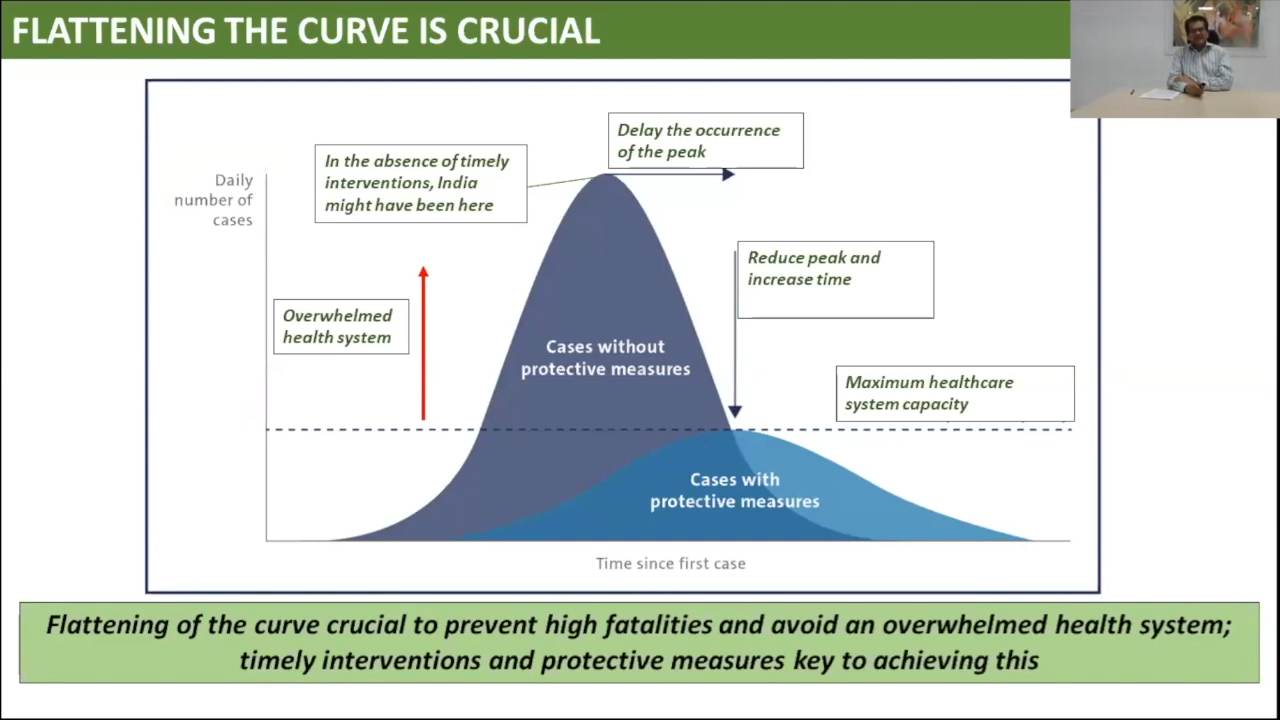 FLATTENING THE CURVE IS CRUCIAL
Delay the occurrence
of the peak
In the absence of timely
interventions, India
might have been here
Daily
number of
cases
Reduce peak and
increase time
Overwhelmed
health system
Cases without
protective measures
Maximum healthcare
system capacity
Cases with
protective measures
Time since first case
Flattening of the curve crucial to prevent high fatalities and avoid an overwhelmed health system;
timely interventions and protective measures key to achieving this